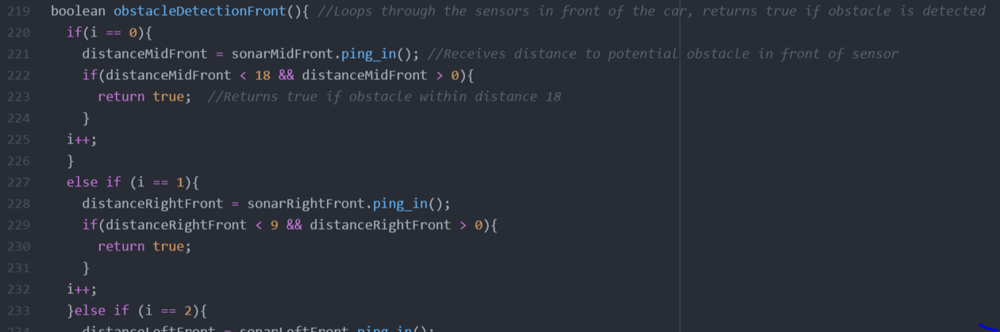 219 boolean obstacleDetectionFront(){ //Loops through the sensors in front of the car, returns true if obstacle is detected
220 if(i == 0){
221 distanceMidFront = sonarMidFront.ping_in(); //Receives distance to potential obstacle in front of sensor
222 if(distanceMidFront < 18 && distanceMidFront > 0){
223 return true; //Returns true if obstacle within distance 18
224 }
225 i++;
226 }
227 else if (i == 1){
228 distanceRightFront = sonarRightFront.ping_in();
229 if(distanceRightFront < 9 && distanceRightFront > 0){
230 return true;
231 }
232 i++;
233 }else if (i == 2){
234 distanceLeftFront = sonarLeftFront.ping_in();